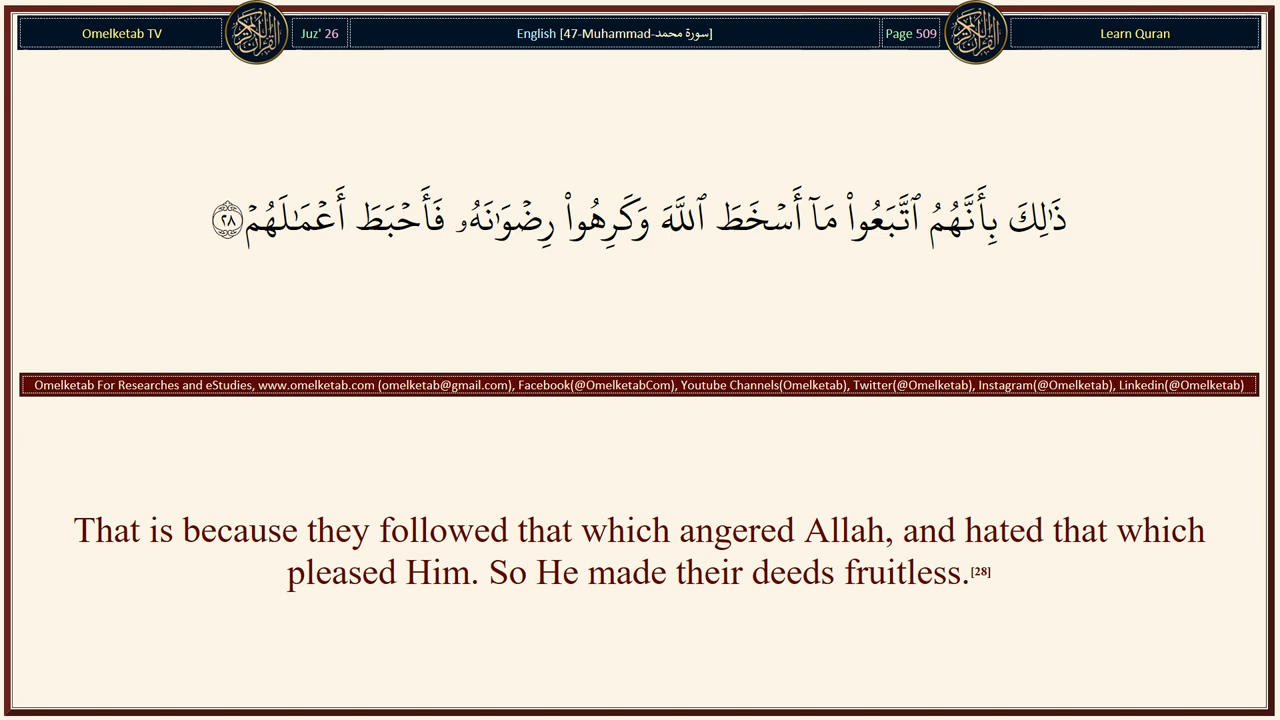 Omelketab TV
Juz' 26
English [47-Muhammad-سورة محمد]
Page 509
Learn Quran
ذَٰلِكَ بِأَنَّهُمُ ٱتَّبَعُوا۟ مَآ أَسْخَطَ ٱللَّهَ وَكَرِهُوا۟ رِضْوَٰنَهُۥ فَأَحْبَطَ أَعْمَـٰلَهُمْ ٢٨
Omelketab For Researches and eStudies, www.omelketab.com (omelketab@gmail.com), Facebook(@OmelketabCom), Youtube Channels(Omelketab), Twitter(@Omelketab), Instagram(@Omelketab), Linkedin(@Omelketab)
That is because they followed that which angered Allah, and hated that which
pleased Him. So He made their deeds fruitless.[28]